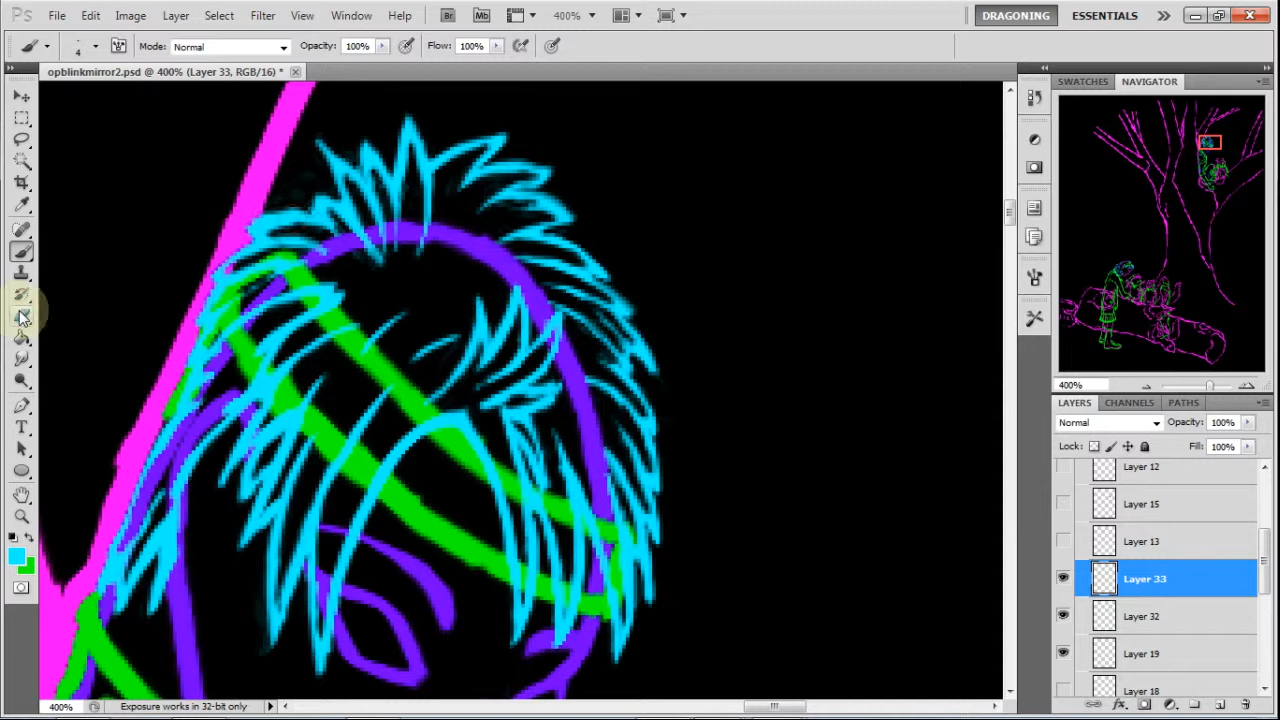 Ps File Edit Image Layer Select Filter View Window Help Br Mb 400% DRAGONING ESSENTIALS
4 Mode: Normal Opacity: 100% Flow: 100%
opblinkmirror2.psd @ 400% (Layer 33, RGB/16) *
SWATCHES NAVIGATOR
400%
LAYERS CHANNELS PATHS
Normal Opacity: 100%
Lock: Fill: 100%
Layer 12
Layer 15
Layer 13
Layer 33
Layer 32
Layer 19
Layer 18
400% Exposure works in 32-bit only